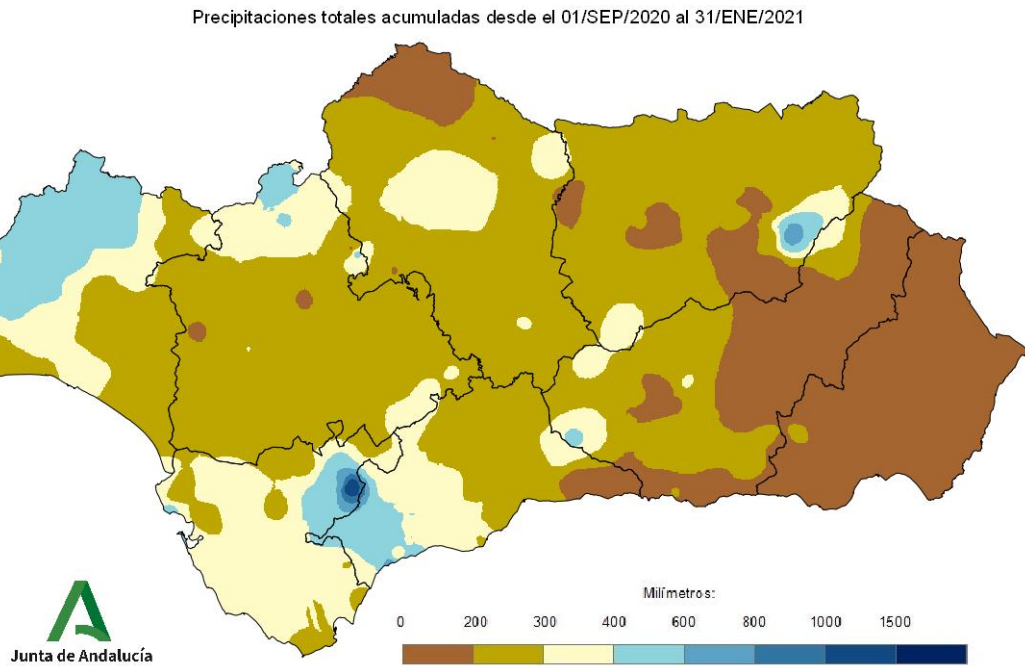 Precipitaciones totales acumuladas desde el 01/SEP/2020 al 31/ENE/2021
Milímetros:
0 200 300 400 600 800 1000 1500
Junta de Andalucía